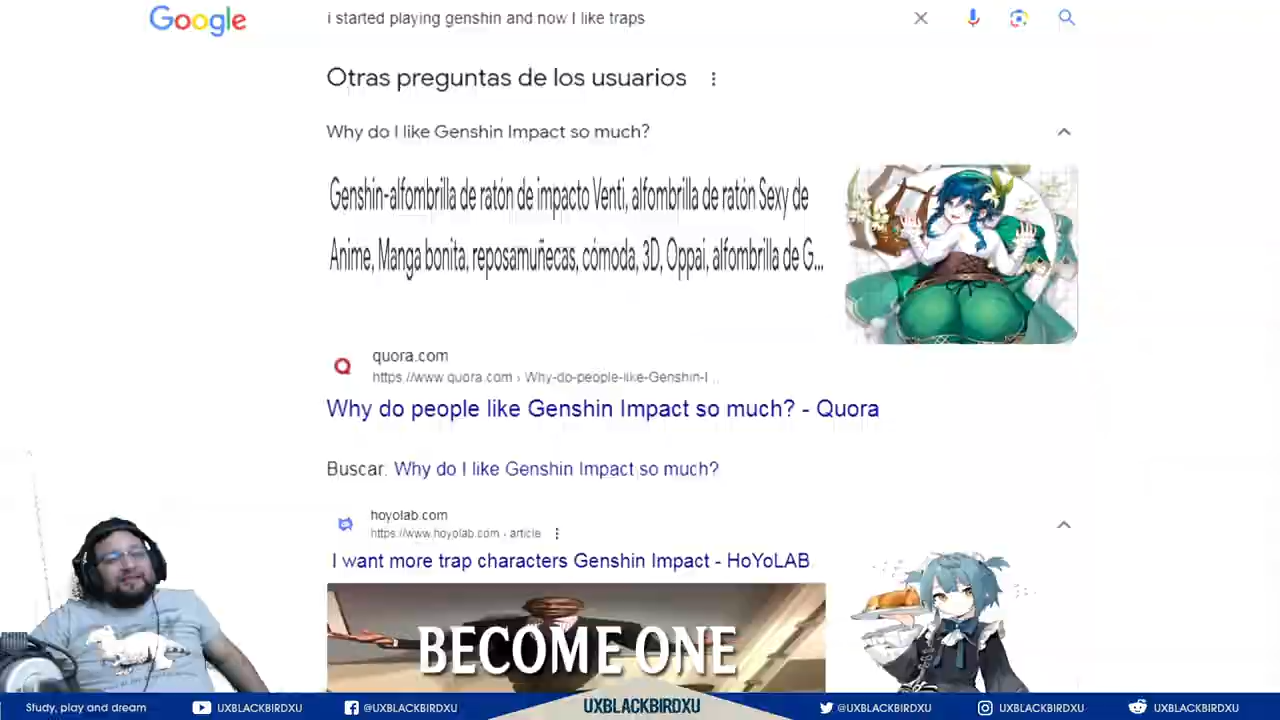 Google
i started playing genshin and now I like traps
Otras preguntas de los usuarios
Why do I like Genshin Impact so much?
Genshin-alfombrilla de ratón de impacto Venti, alfombrilla de ratón Sexy de
Anime, Manga bonita, reposamuñecas, cómoda, 3D, Oppai, alfombrilla de G...
quora.com
https://www.quora.com › Why-do-people-like-Genshin-I ...
Why do people like Genshin Impact so much? - Quora
Buscar: Why do I like Genshin Impact so much?
hoyolab.com
https://www.hoyolab.com › article
I want more trap characters Genshin Impact - HoYoLAB
BECOME ONE
Study, play and dream
UXBLACKBIRDXU
@UXBLACKBIRDXU
UXBLACKBIRDXU
@UXBLACKBIRDXU
UXBLACKBIRDXU
UXBLACKBIRDXU